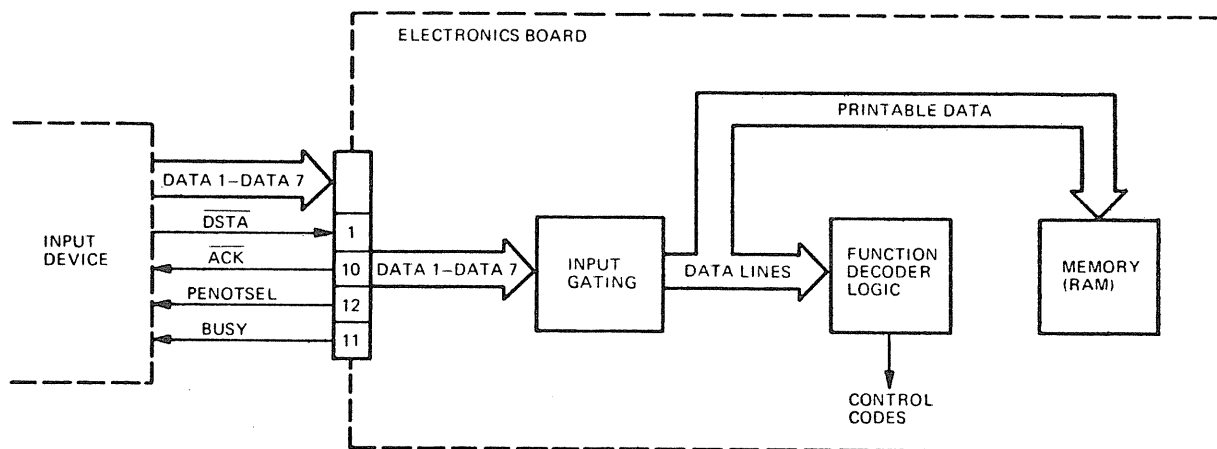 ELECTRONICS BOARD
PRINTABLE DATA
DATA 1–DATA 7
DSTA
1
INPUT
DEVICE
ACK
10
DATA 1–DATA 7
INPUT
GATING
DATA LINES
FUNCTION
DECODER
LOGIC
MEMORY
(RAM)
PENOTSEL
12
BUSY
11
CONTROL
CODES